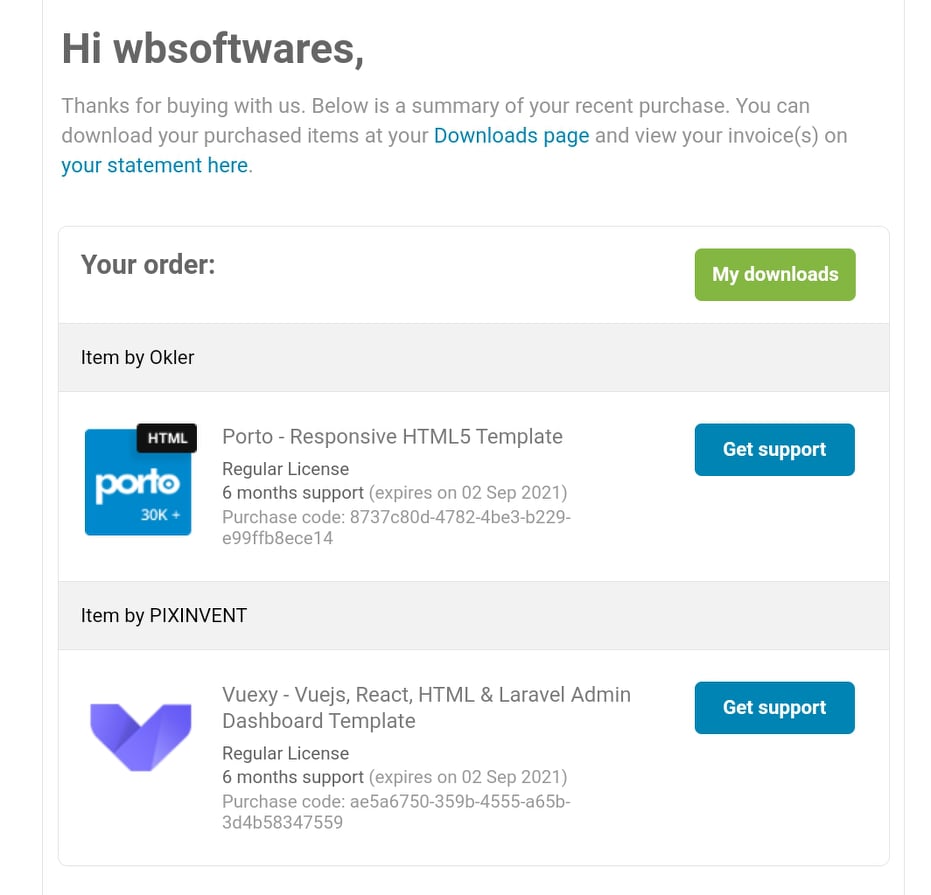 Hi wbsoftwares,
Thanks for buying with us. Below is a summary of your recent purchase. You can
download your purchased items at your Downloads page and view your invoice(s) on
your statement here.
Your order:
My downloads
Item by Okler
HTML
porto
30K +
Porto - Responsive HTML5 Template
Regular License
6 months support (expires on 02 Sep 2021)
Purchase code: 8737c80d-4782-4be3-b229-
e99ffb8ece14
Get support
Item by PIXINVENT
Vuexy - Vuejs, React, HTML & Laravel Admin
Dashboard Template
Regular License
6 months support (expires on 02 Sep 2021)
Purchase code: ae5a6750-359b-4555-a65b-
3d4b58347559
Get support